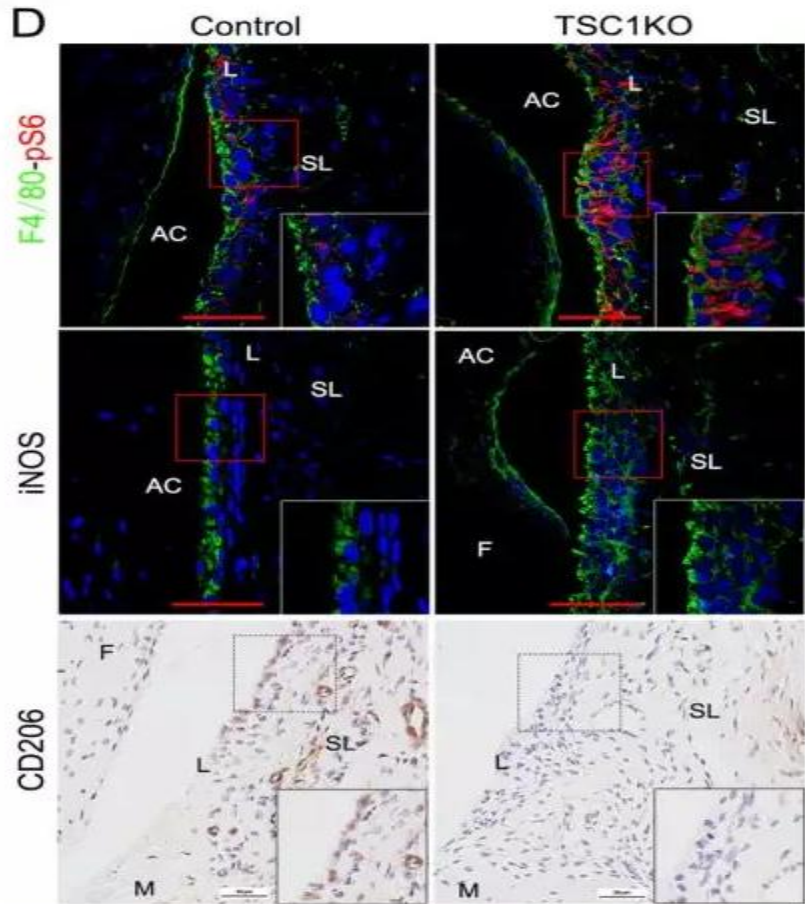 D
Control
TSC1KO
F4/80-pS6
L
AC
SL
L
AC
SL
iNOS
L
SL
AC
AC
L
SL
F
CD206
F
L
SL
M
L
SL
M